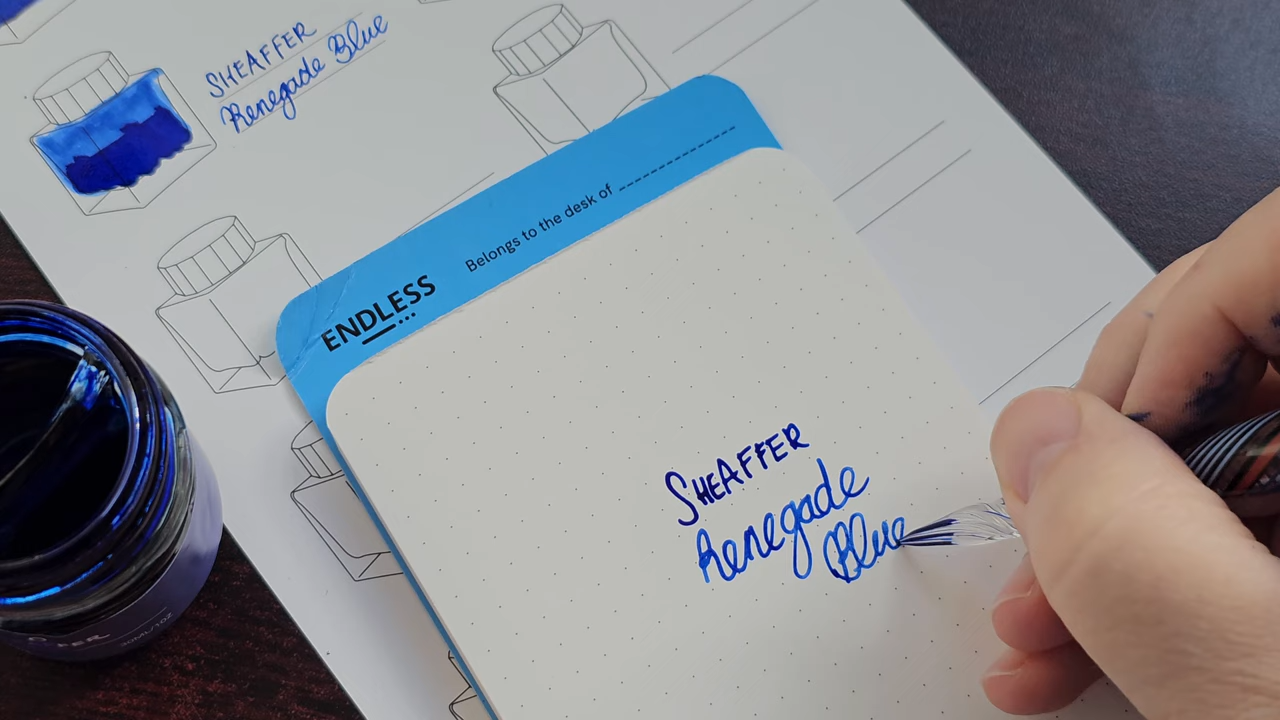 SHEAFFER
Renegade Blue
Belongs to the desk of
ENDLESS
SHEAFFER
Renegade
Blue